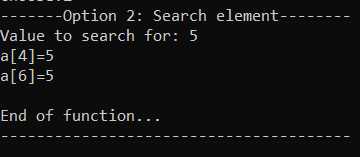 -------Option 2: Search element--------
Value to search for: 5
a[4]=5
a[6]=5
End of function...
---------------------------------------